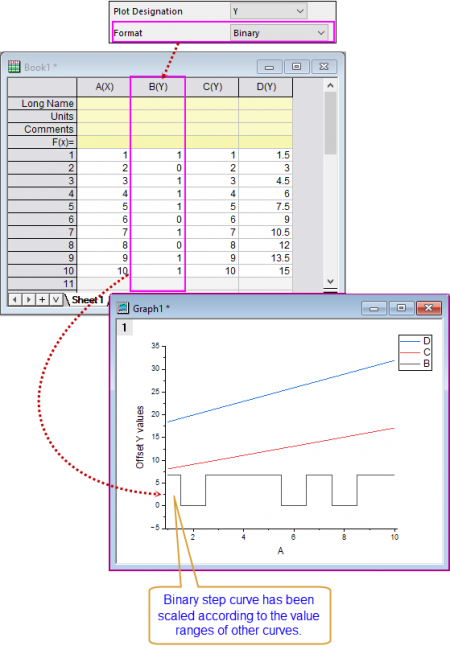 Plot Designation Y
Format Binary
Book1 *
A(X) B(Y) C(Y) D(Y)
Long Name
Units
Comments
F(x)=
1 1 1 1 1.5
2 2 0 2 3
3 3 1 3 4.5
4 4 1 4 6
5 5 1 5 7.5
6 6 0 6 9
7 7 1 7 10.5
8 8 0 8 12
9 9 1 9 13.5
10 10 1 10 15
11
Sheet1
Graph1 *
1
D
C
B
Offset Y values
35
30
25
20
15
10
5
0
-5
2 4 6 8 10
A
Binary step curve has been
scaled according to the value
ranges of other curves.